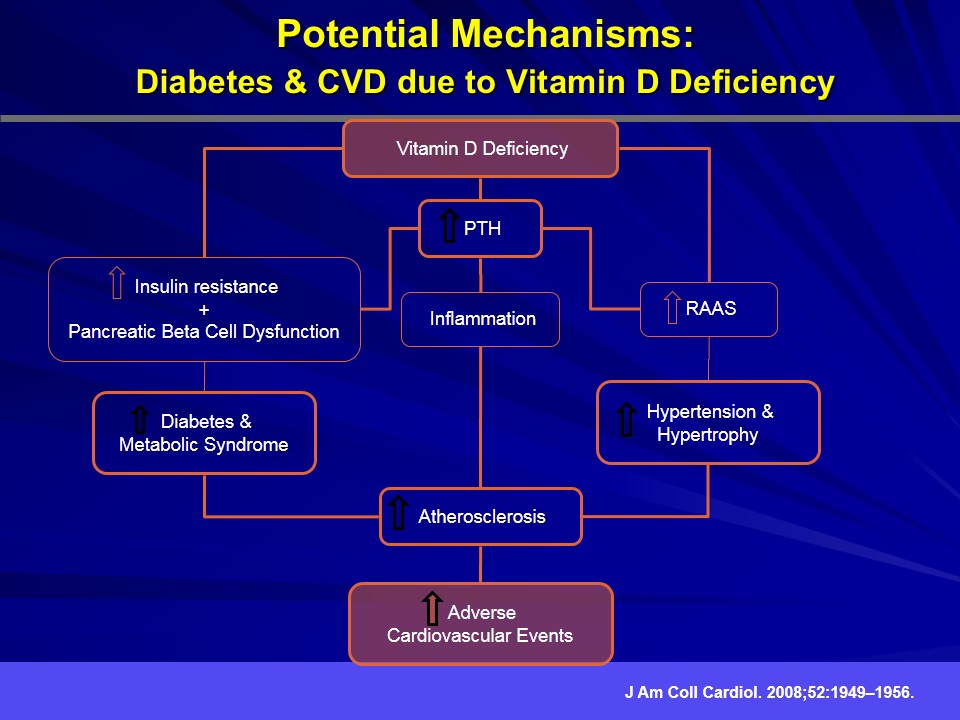 Potential Mechanisms:
Diabetes & CVD due to Vitamin D Deficiency
Vitamin D Deficiency
PTH
Insulin resistance
+
Pancreatic Beta Cell Dysfunction
Inflammation
RAAS
Diabetes &
Metabolic Syndrome
Hypertension &
Hypertrophy
Atherosclerosis
Adverse
Cardiovascular Events
J Am Coll Cardiol. 2008;52:1949–1956.